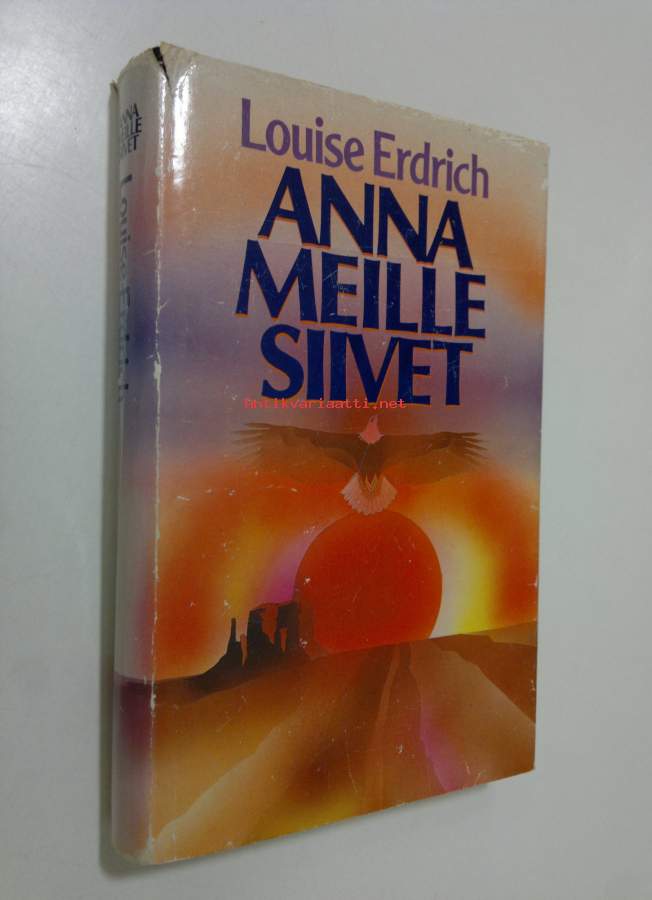 ANNA
MEILLE
SIIVET
Louise Erdrich
Louise Erdrich
ANNA
MEILLE
SIIVET
Antikvariaatti.net